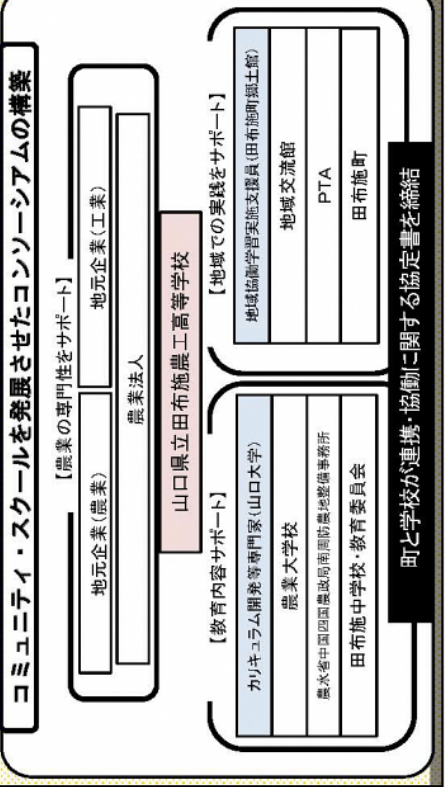 コミュニティ・スクールを発展させたコンソーシアムの構築
【農業の専門性をサポート】
地元企業(農業)
地元企業(工業)
農業法人
山口県立田布施農工高等学校
【教育内容サポート】
カリキュラム開発等専門家(山口大学)
農業大学校
農水省中国四国農政局南周防農地整備事務所
田布施中学校・教育委員会
【地域での実践をサポート】
地域協働学習実施支援員(田布施町郷土館)
地域交流館
PTA
田布施町
町と学校が連携・協働に関する協定書を締結